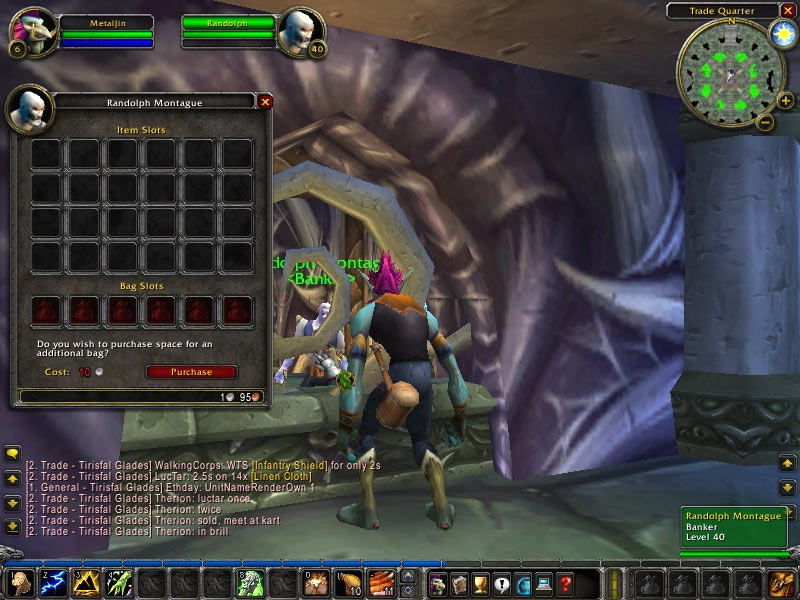 MetalJin
6
Randolph
40
Trade Quarter
N
Randolph Montague
Item Slots
Bag Slots
Do you wish to purchase space for an
additional bag?
Cost: 10
Purchase
1 95
<Banker>
[2. Trade - Tirisfal Glades] WalkingCorps: WTS [Infantry Shield] for only 2s
[2. Trade - Tirisfal Glades] LucTar: 2.5s on 14x [Linen Cloth]
[1. General - Tirisfal Glades] Ethday: UnitNameRenderOwn 1
[2. Trade - Tirisfal Glades] Therion: luctar once
[2. Trade - Tirisfal Glades] Therion: twice
[2. Trade - Tirisfal Glades] Therion: sold, meet at kart
[2. Trade - Tirisfal Glades] Therion: in brill
Randolph Montague
Banker
Level 40
2 3 4 8 0 10